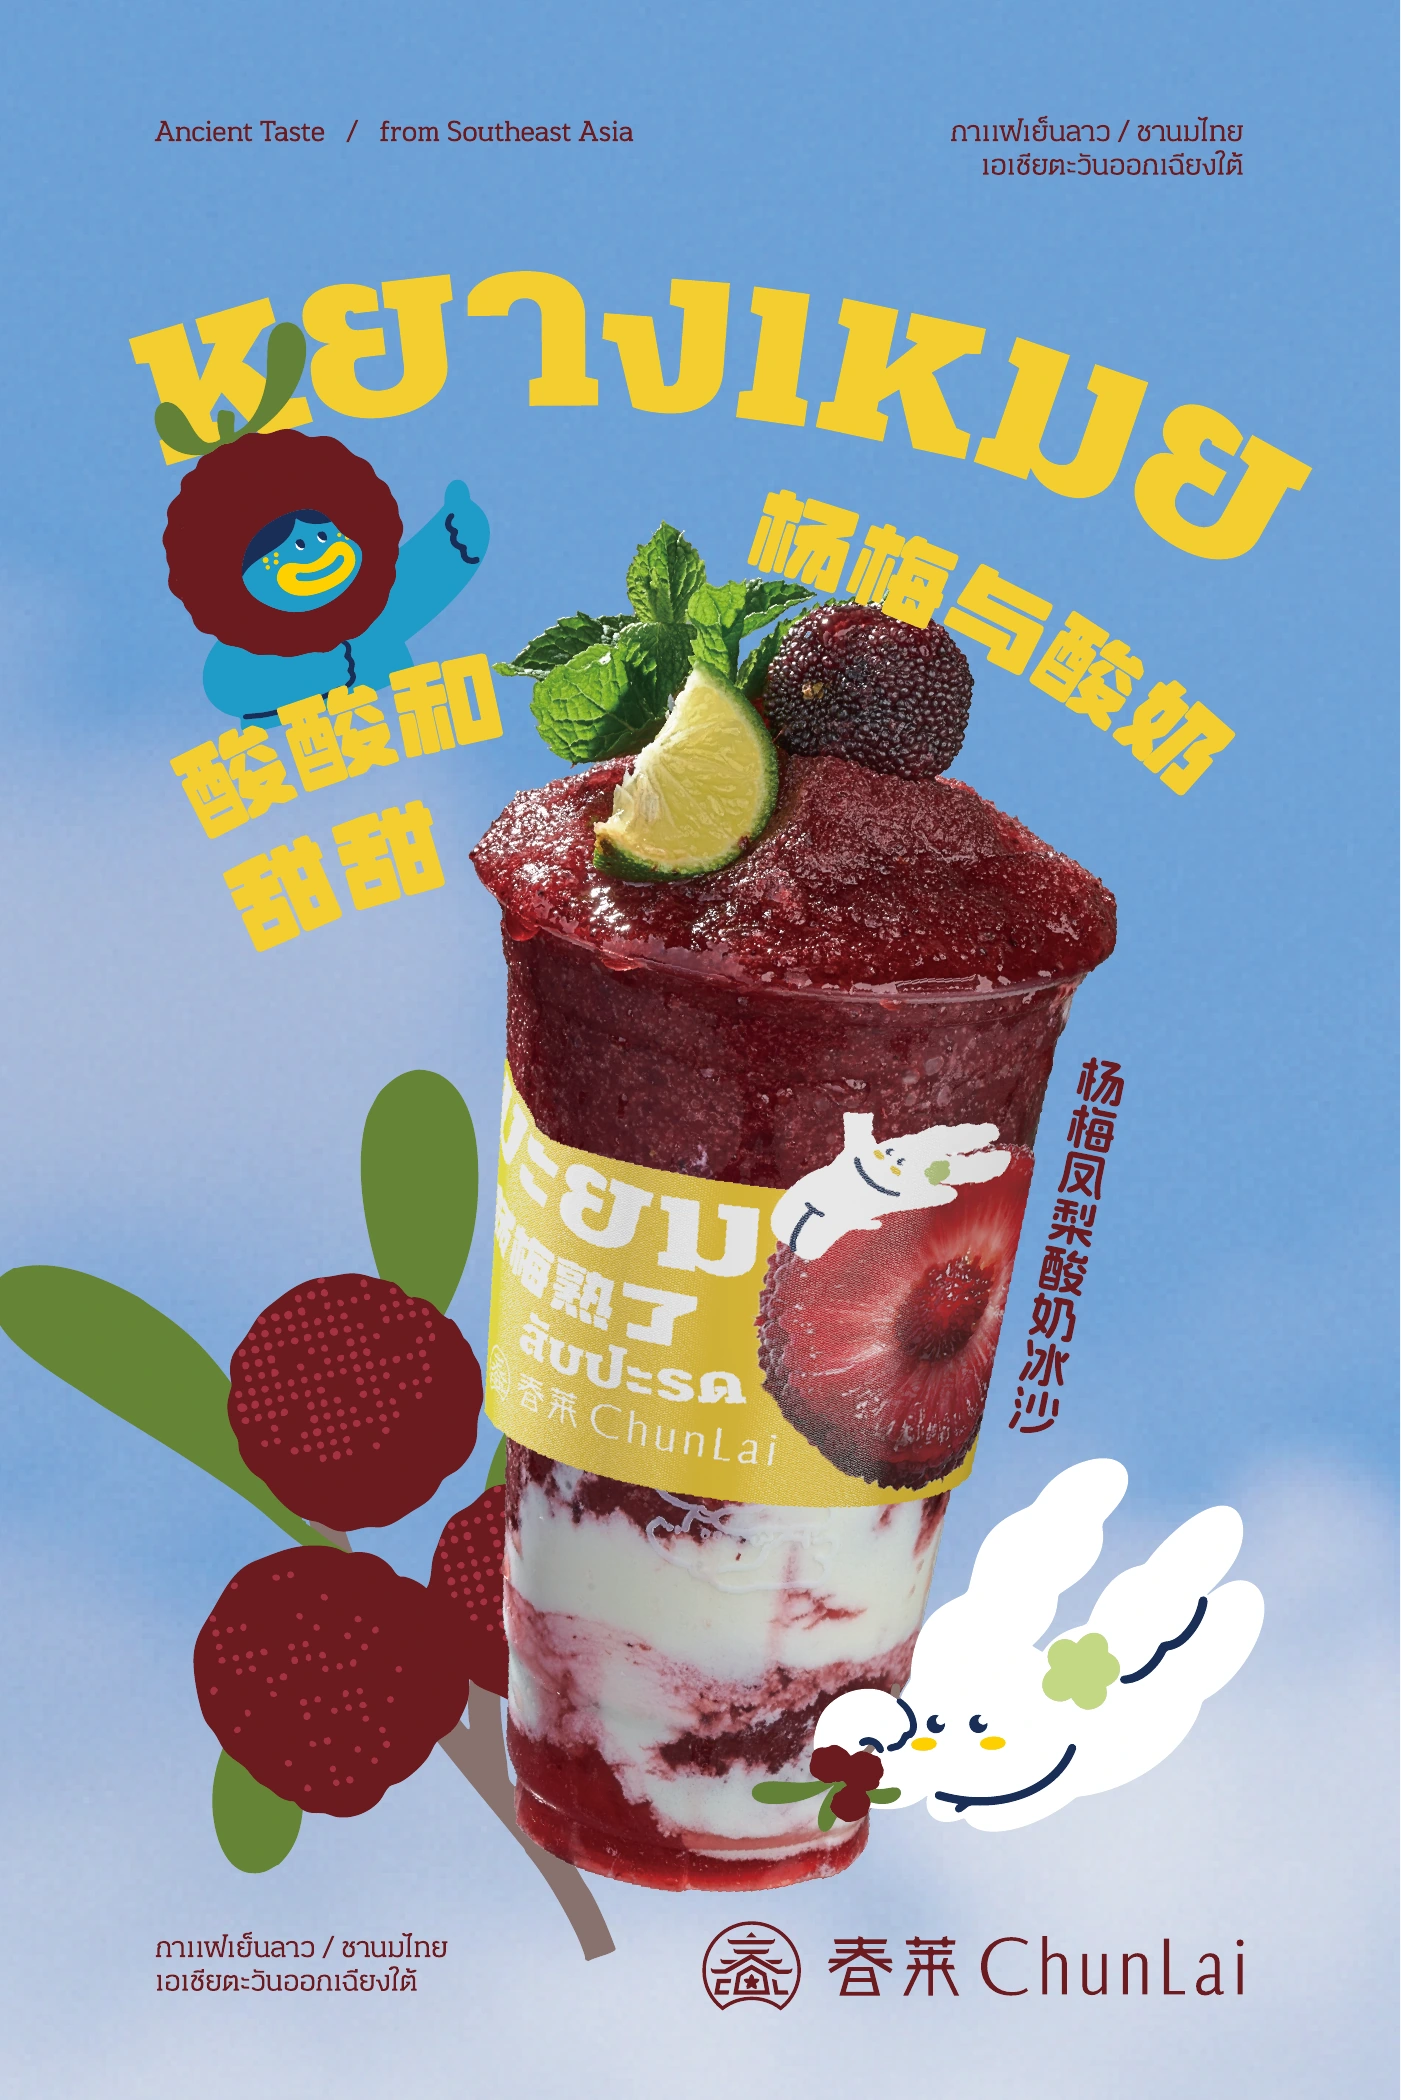 Ancient Taste / from Southeast Asia
กาแฟเย็นลาว / ชานมไทย
เอเชียตะวันออกเฉียงใต้
หยางเหมย
杨梅与酸奶
酸酸和
甜甜
杨梅凤梨酸奶冰沙
ะยม
杨梅熟了
สับปะรด
春莱 ChunLai
กาแฟเย็นลาว / ชานมไทย
เอเชียตะวันออกเฉียงใต้
春莱 ChunLai